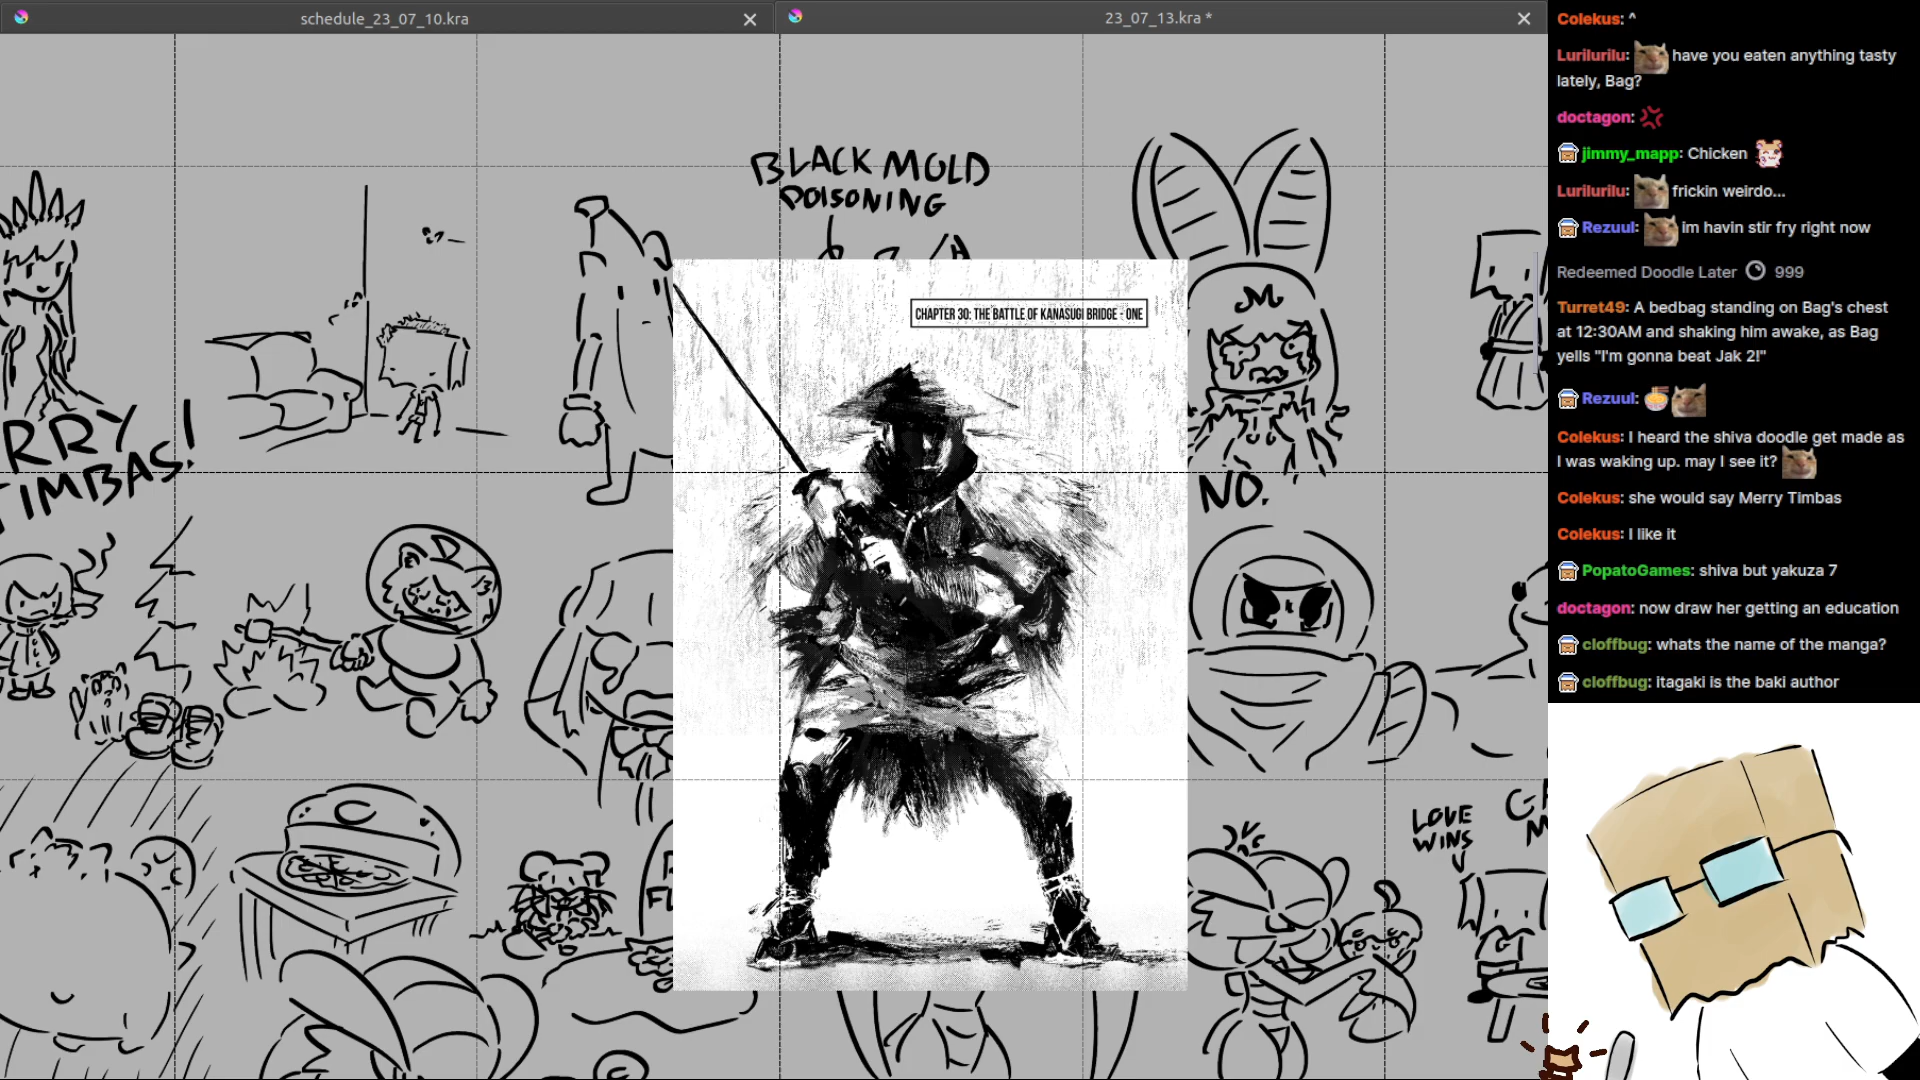 schedule_23_07_10.kra
23_07_13.kra *
BLACK MOLD
POISONING
M
CHAPTER 30: THE BATTLE OF KANASUGI BRIDGE - ONE
NO.
RRY
TIMBAS!
D
C
LOVE
WINS
Colekus: ^
Lurilurilu: have you eaten anything tasty
lately, Bag?
doctagon:
jimmy_mapp: Chicken
Lurilurilu: frickin weirdo...
Rezuul: im havin stir fry right now
Redeemed Doodle Later 999
Turret49: A bedbag standing on Bag's chest
at 12:30AM and shaking him awake, as Bag
yells "I'm gonna beat Jak 2!"
Rezuul:
Colekus: I heard the shiva doodle get made as
I was waking up. may I see it?
Colekus: she would say Merry Timbas
Colekus: I like it
PopatoGames: shiva but yakuza 7
doctagon: now draw her getting an education
cloffbug: whats the name of the manga?
cloffbug: itagaki is the baki author